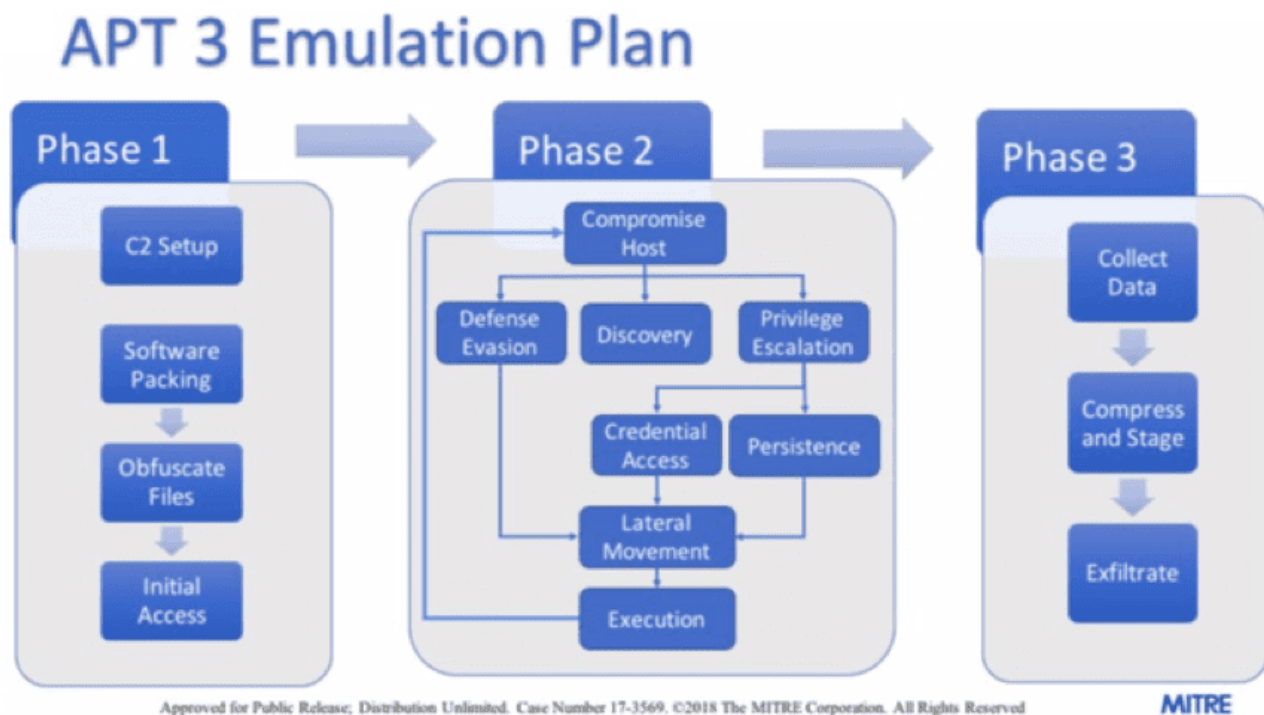 APT 3 Emulation Plan
Phase 1
C2 Setup
Software
Packing
Obfuscate
Files
Initial
Access
Phase 2
Compromise
Host
Defense
Evasion
Discovery
Privilege
Escalation
Credential
Access
Persistence
Lateral
Movement
Execution
Phase 3
Collect
Data
Compress
and Stage
Exfiltrate
Approved for Public Release; Distribution Unlimited. Case Number 17-3569. ©2018 The MITRE Corporation. All Rights Reserved
MITRE